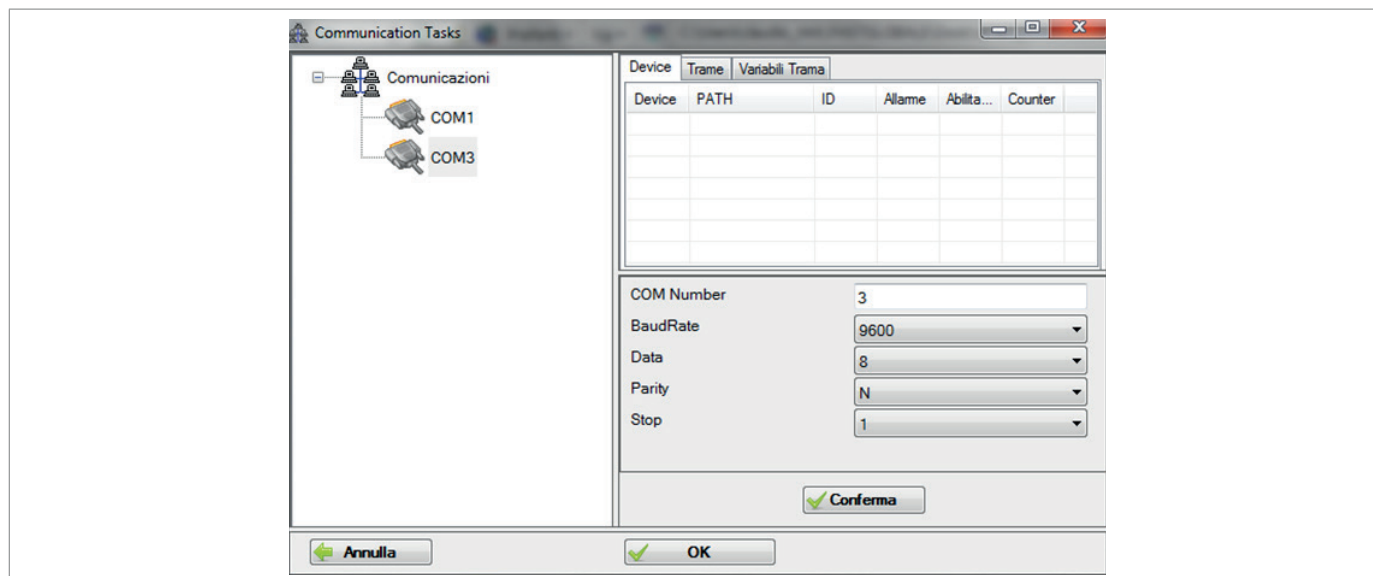 Communication Tasks
Comunicazioni
COM1
COM3
Device Trame Variabili Trama
Device PATH ID Allarme Abilita... Counter
COM Number 3
BaudRate 9600
Data 8
Parity N
Stop 1
Conferma
Annulla OK